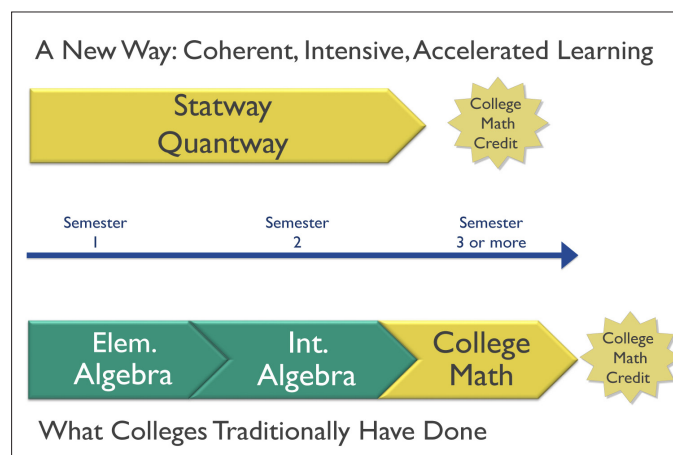 A New Way: Coherent, Intensive, Accelerated Learning
Statway
Quantway
College
Math
Credit
Semester
1
Semester
2
Semester
3 or more
Elem.
Algebra
Int.
Algebra
College
Math
College
Math
Credit
What Colleges Traditionally Have Done